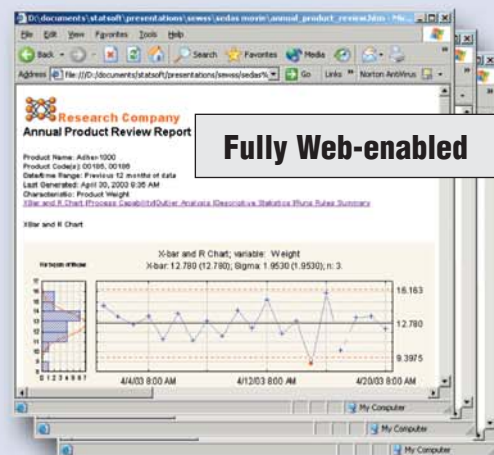 D:\documents\statsoft\presentations\sewss\sedas movie\annual_product_review.htm - Mic...
File Edit View Favorites Tools Help
Back Search Favorites Media
Address File://D:/documents/statsoft/presentations/sewss/sedas% Go Links Norton AntiVirus
Research Company
Annual Product Review Report
Fully Web-enabled
Product Name: Adhex-1000
Product Code(s): 00185, 00186
Date/time Range: Previous 12 months of data
Last Generated: April 30, 2003 9:35 AM
Characteristic: Product Weight
XBar and R Chart |Process Capability|Outlier Analysis |Descriptive Statistics |Runs Rules Summary
XBar and R Chart
X-bar and R Chart; variable: Weight
X-bar: 12.780 (12.780); Sigma: 1.9530 (1.9530); n: 3
16.163
12.780
9.3975
0 1 2 3 4 5 6 7
4/4/03 8:00 AM 4/12/03 8:00 AM 4/20/03 8:00 AM
My Computer
My Computer
My Computer